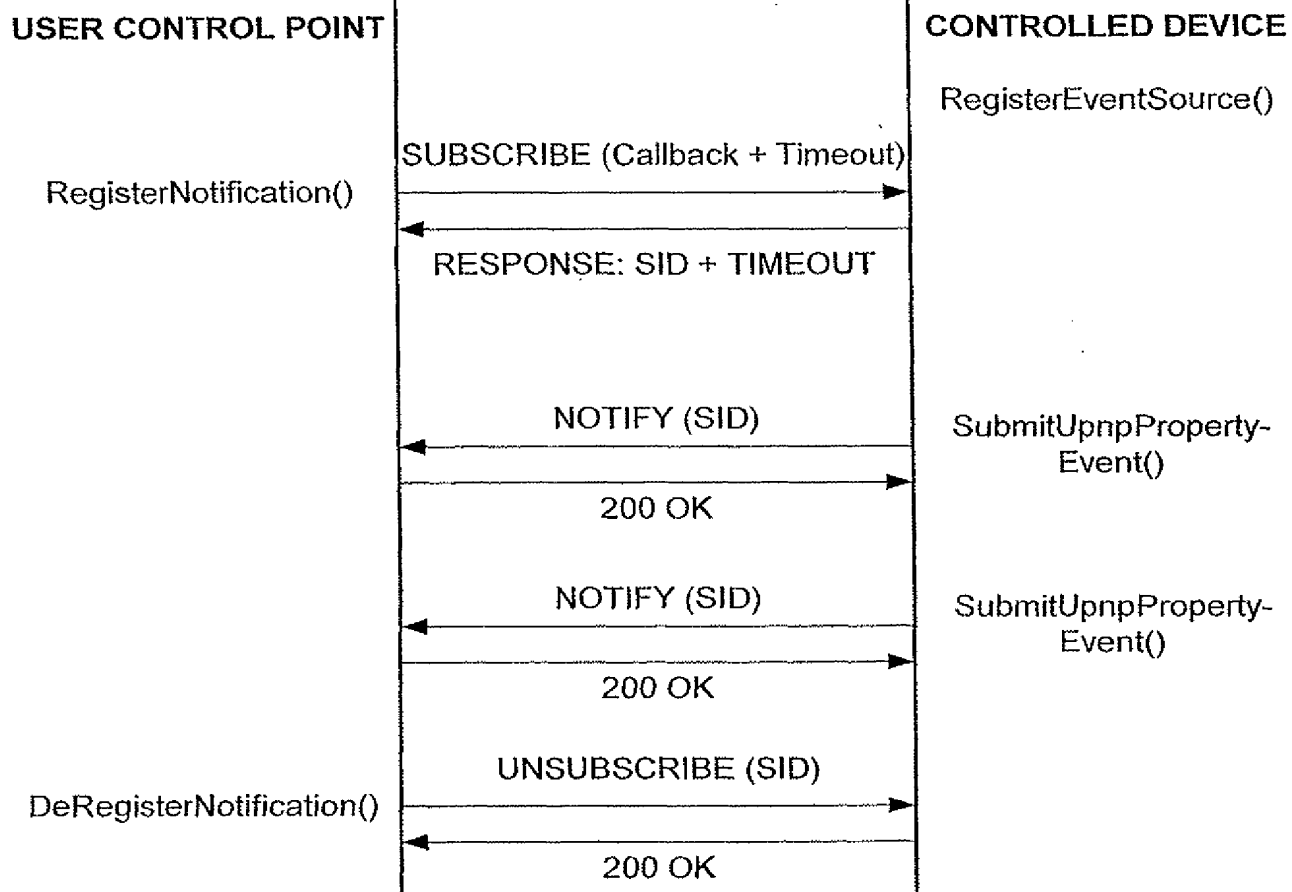 USER CONTROL POINT
CONTROLLED DEVICE
RegisterEventSource()
SUBSCRIBE (Callback + Timeout)
RegisterNotification()
RESPONSE: SID + TIMEOUT
NOTIFY (SID)
SubmitUpnpProperty-
Event()
200 OK
NOTIFY (SID)
SubmitUpnpProperty-
Event()
200 OK
UNSUBSCRIBE (SID)
DeRegisterNotification()
200 OK